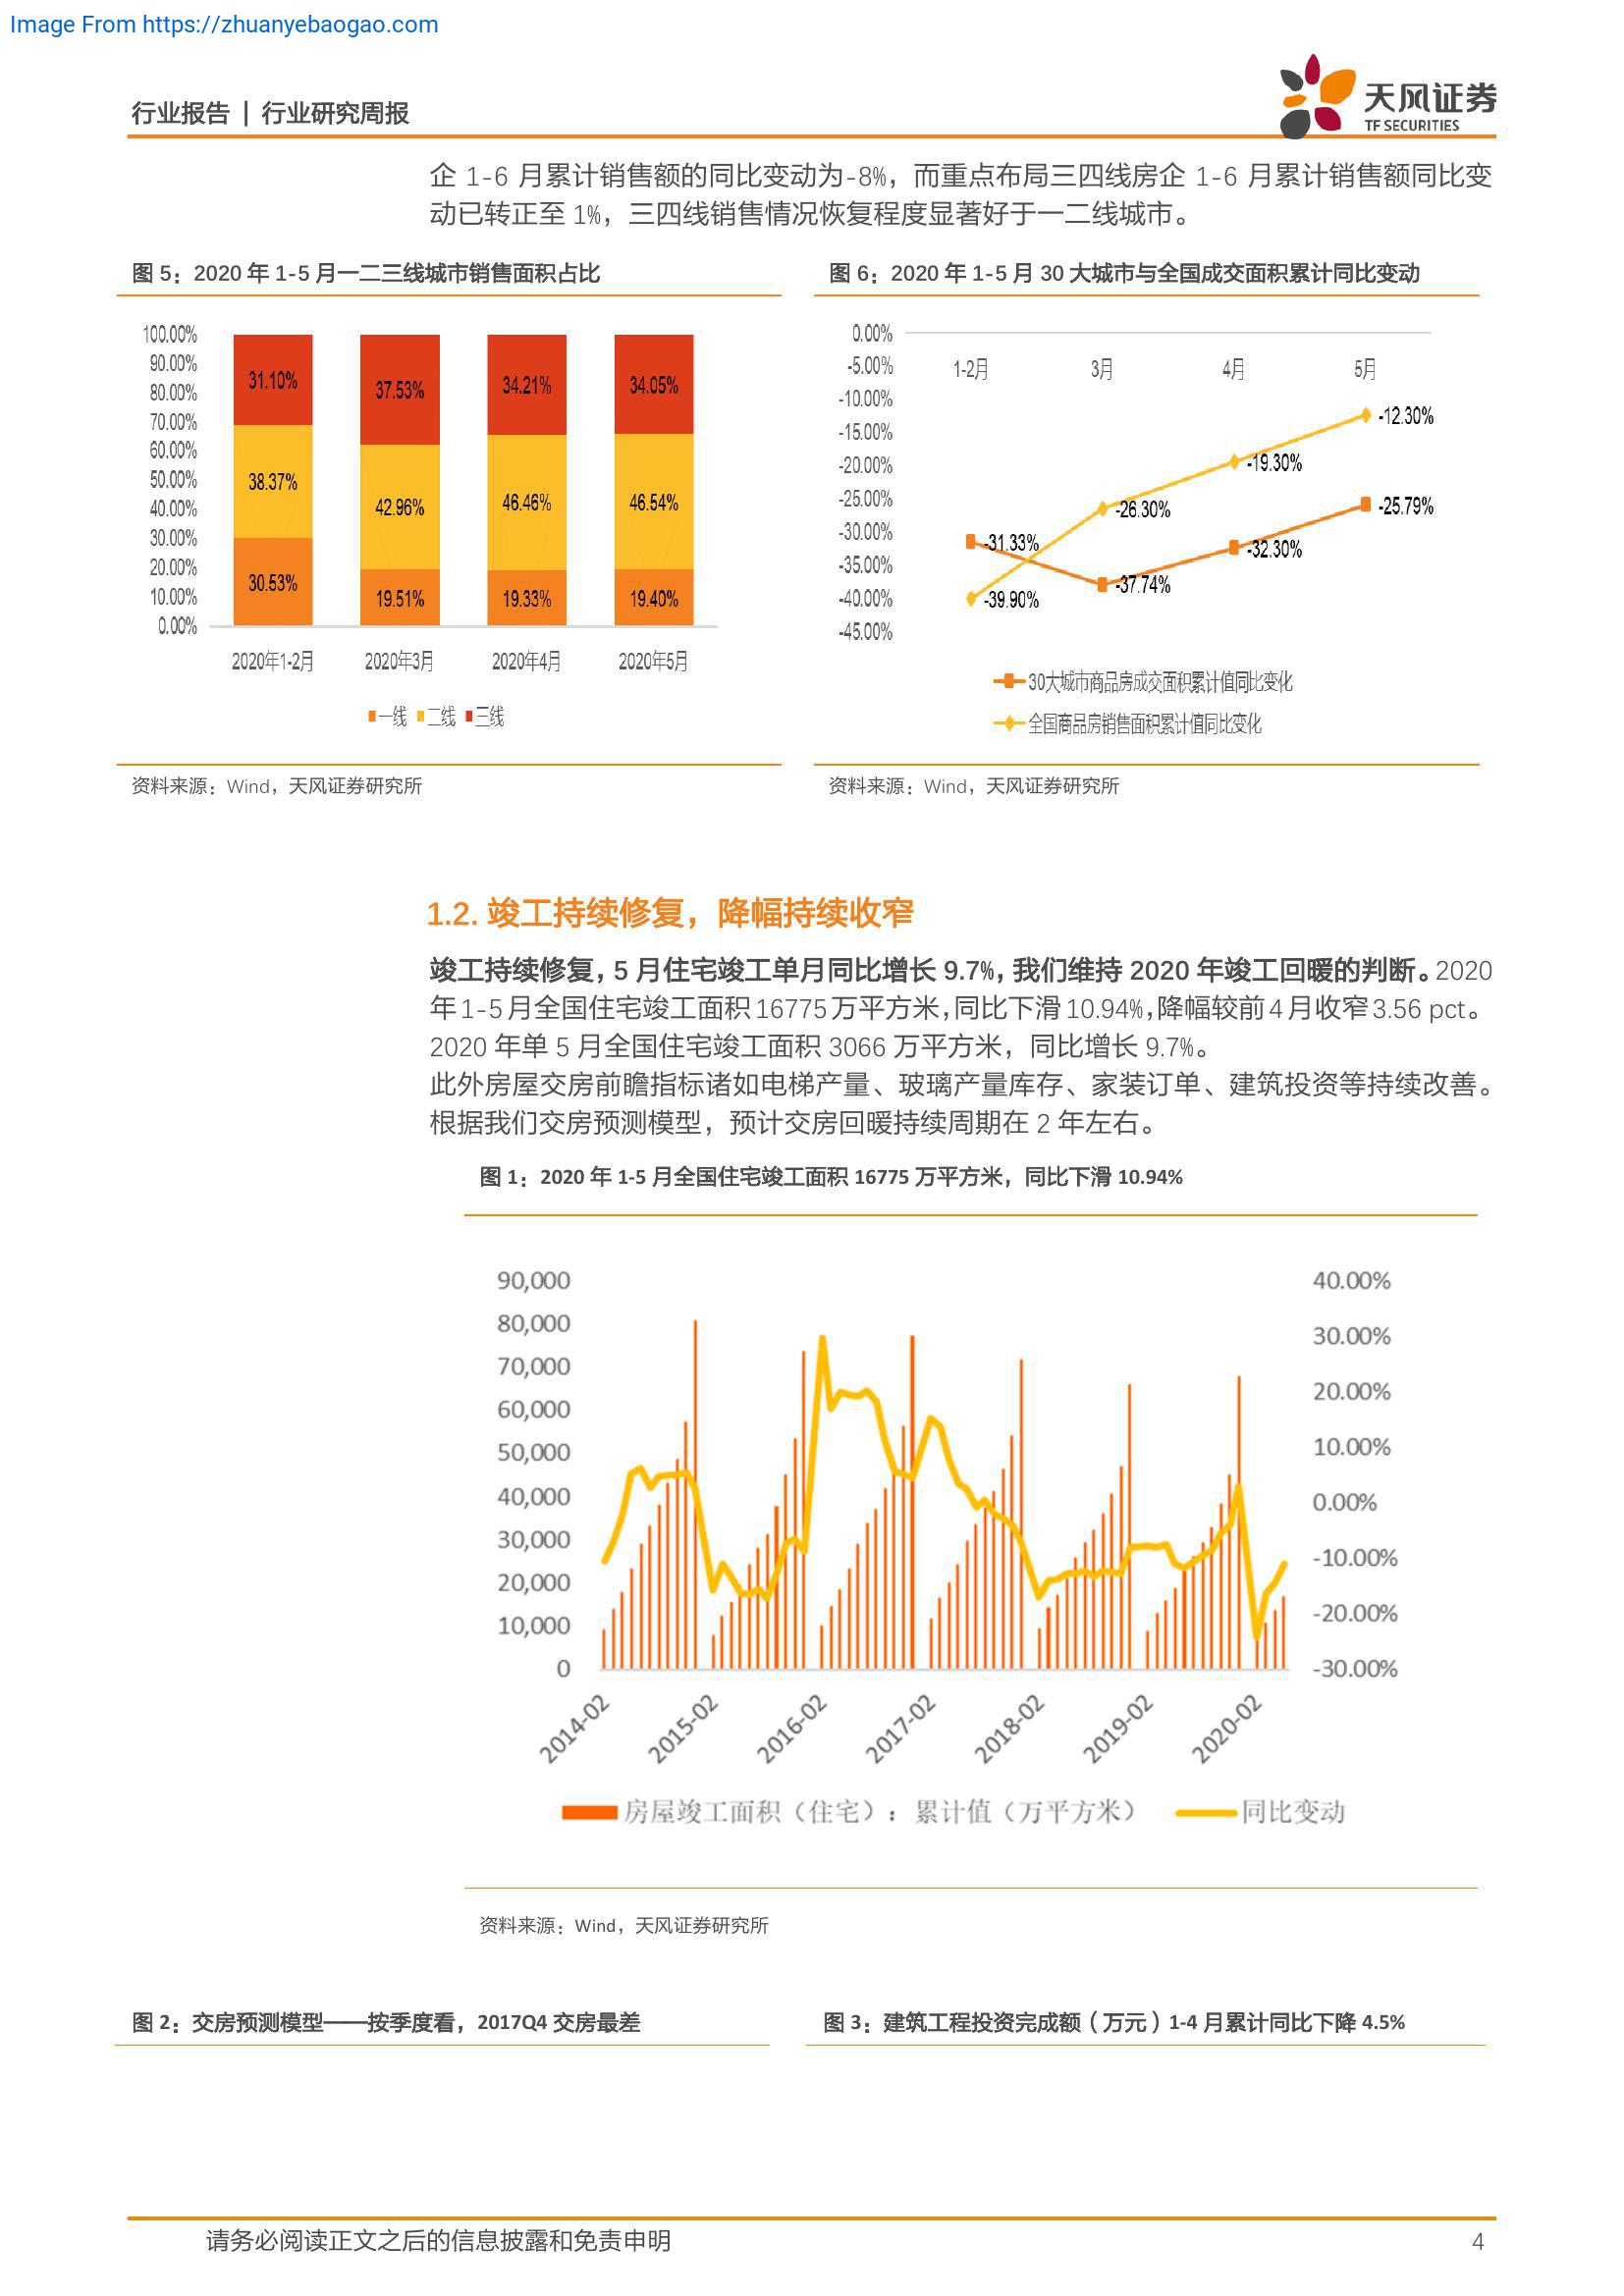 Image From https://zhuanyebaogao.com
行业报告 | 行业研究周报
天风证券
TF SECURITIES
企 1-6 月累计销售额的同比变动为-8%，而重点布局三四线房企 1-6 月累计销售额同比变
动已转正至 1%，三四线销售情况恢复程度显著好于一二线城市。
图 5：2020 年 1-5 月一二三线城市销售面积占比
100.00%
90.00%
80.00%
70.00%
60.00%
50.00%
40.00%
30.00%
20.00%
10.00%
0.00%
31.10%
37.53%
34.21%
34.05%
38.37%
42.96%
46.46%
46.54%
30.53%
19.51%
19.33%
19.40%
2020年1-2月
2020年3月
2020年4月
2020年5月
一线 二线 三线
资料来源：Wind，天风证券研究所
图 6：2020 年 1-5 月 30 大城市与全国成交面积累计同比变动
0.00%
-5.00%
-10.00%
-15.00%
-20.00%
-25.00%
-30.00%
-35.00%
-40.00%
-45.00%
1-2月
3月
4月
5月
-12.30%
-19.30%
-26.30%
-25.79%
-31.33%
-32.30%
-37.74%
-39.90%
30大城市商品房成交面积累计值同比变化
全国商品房销售面积累计值同比变化
资料来源：Wind，天风证券研究所
1.2. 竣工持续修复，降幅持续收窄
竣工持续修复，5 月住宅竣工单月同比增长 9.7%，我们维持 2020 年竣工回暖的判断。2020
年 1-5 月全国住宅竣工面积 16775 万平方米，同比下滑 10.94%，降幅较前 4 月收窄 3.56 pct。
2020 年单 5 月全国住宅竣工面积 3066 万平方米，同比增长 9.7%。
此外房屋交房前瞻指标诸如电梯产量、玻璃产量库存、家装订单、建筑投资等持续改善。
根据我们交房预测模型，预计交房回暖持续周期在 2 年左右。
图 1：2020 年 1-5 月全国住宅竣工面积 16775 万平方米，同比下滑 10.94%
90,000
80,000
70,000
60,000
50,000
40,000
30,000
20,000
10,000
0
40.00%
30.00%
20.00%
10.00%
0.00%
-10.00%
-20.00%
-30.00%
2014-02
2015-02
2016-02
2017-02
2018-02
2019-02
2020-02
房屋竣工面积（住宅）：累计值（万平方米）
同比变动
资料来源：Wind，天风证券研究所
图 2：交房预测模型——按季度看，2017Q4 交房最差
图 3：建筑工程投资完成额（万元）1-4 月累计同比下降 4.5%
请务必阅读正文之后的信息披露和免责申明
4